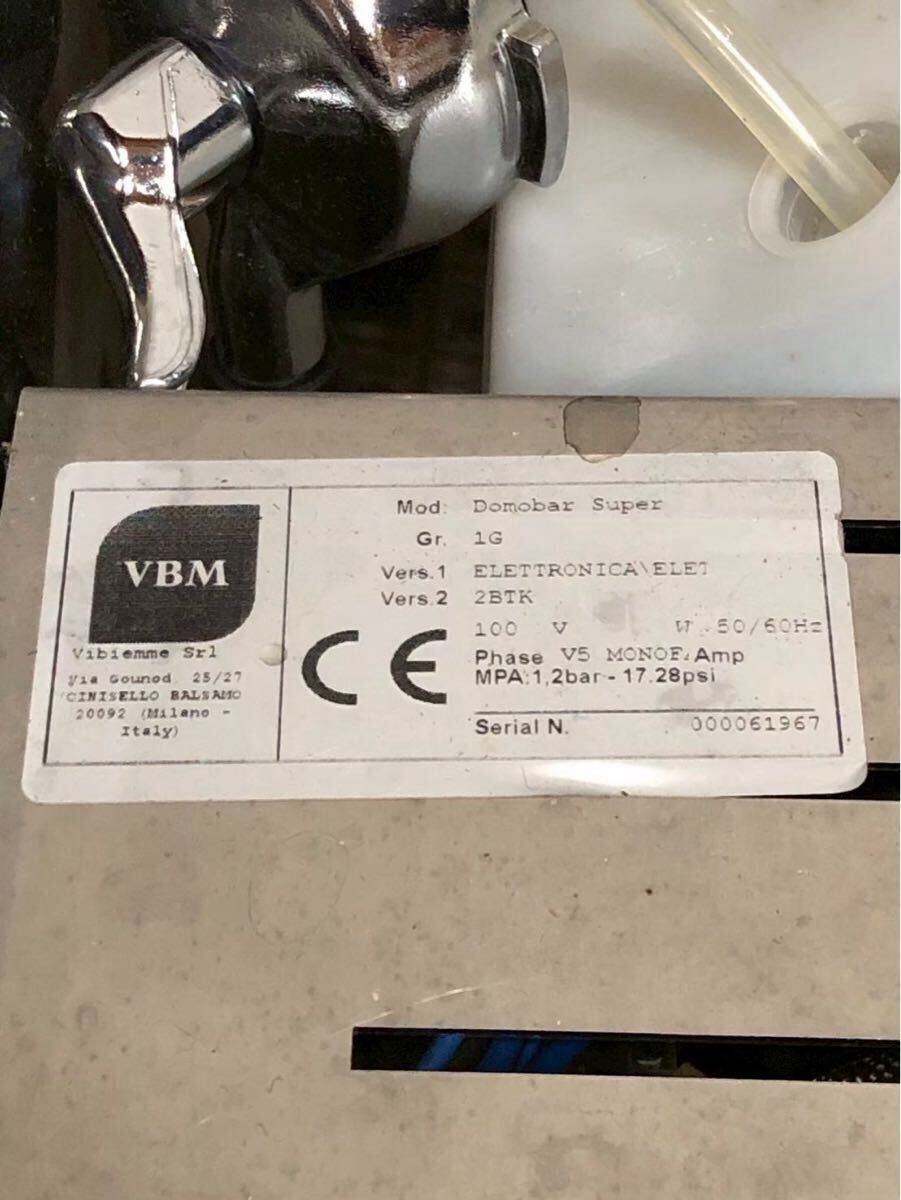 VBM
Vibiemme Srl
Via Gounod. 25/27
CINISELLO BALSAMO
20092 (Milano -
Italy)
CE
Mod: Domobar Super
Gr. 1G
Vers.1 ELETTRONICA\ELET
Vers.2 2BTK
100 V W 50/60Hz
Phase V5 MONOF Amp
MPA:1,2bar - 17.28psi
Serial N. 000061967